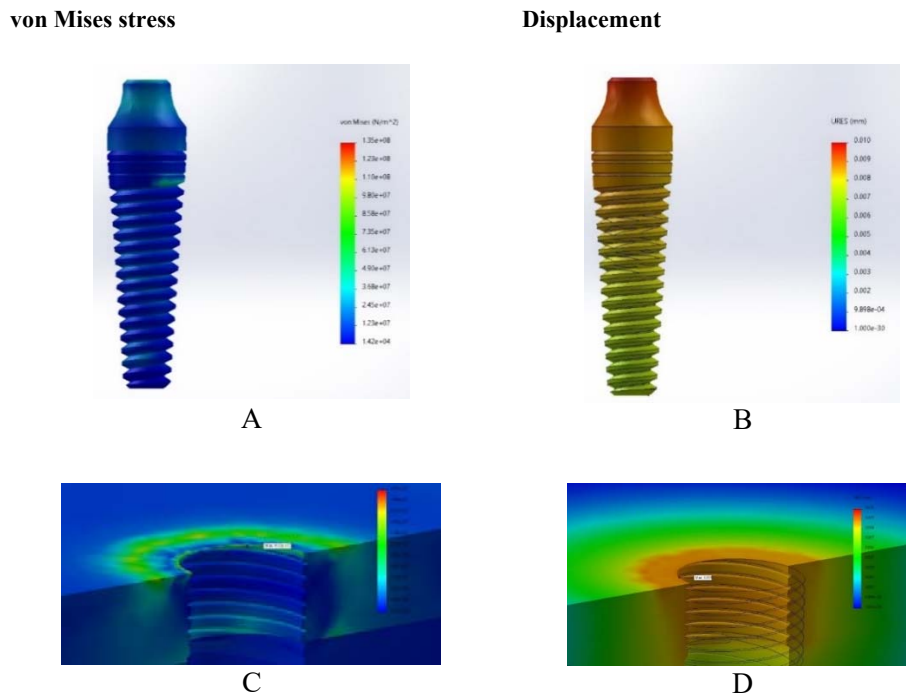 von Mises stress
Displacement
von Mises (N/m^2)
1.35e+08
1.23e+08
1.10e+08
9.80e+07
8.58e+07
7.35e+07
6.13e+07
4.90e+07
3.68e+07
2.45e+07
1.23e+07
1.42e+04
URES (mm)
0.010
0.009
0.008
0.007
0.006
0.005
0.004
0.003
0.002
9.898e-04
1.000e-30
A
B
C
D